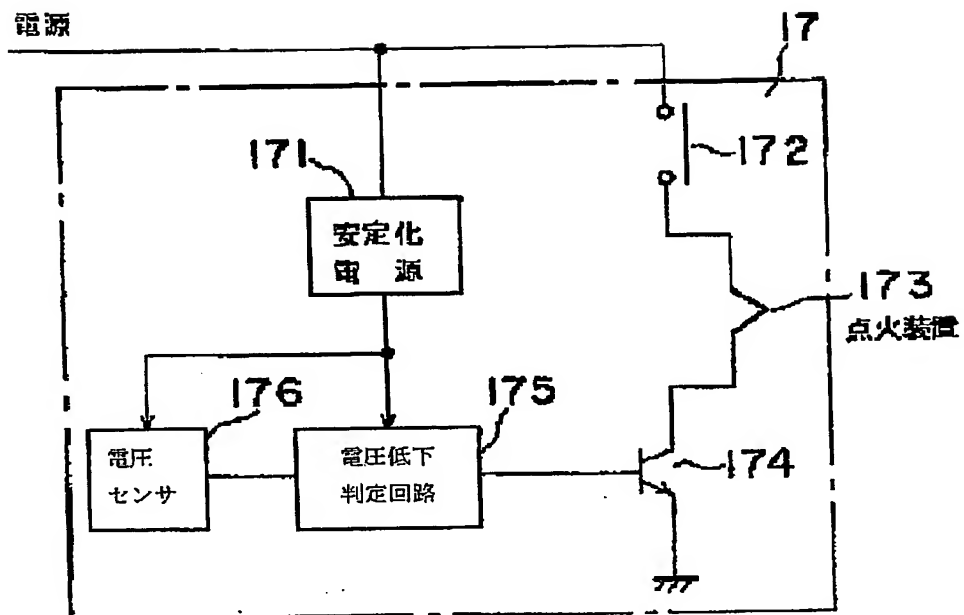 電源
17
171
172
安定化
電 源
173
点火装置
176
175
電圧
センサ
電圧低下
判定回路
174